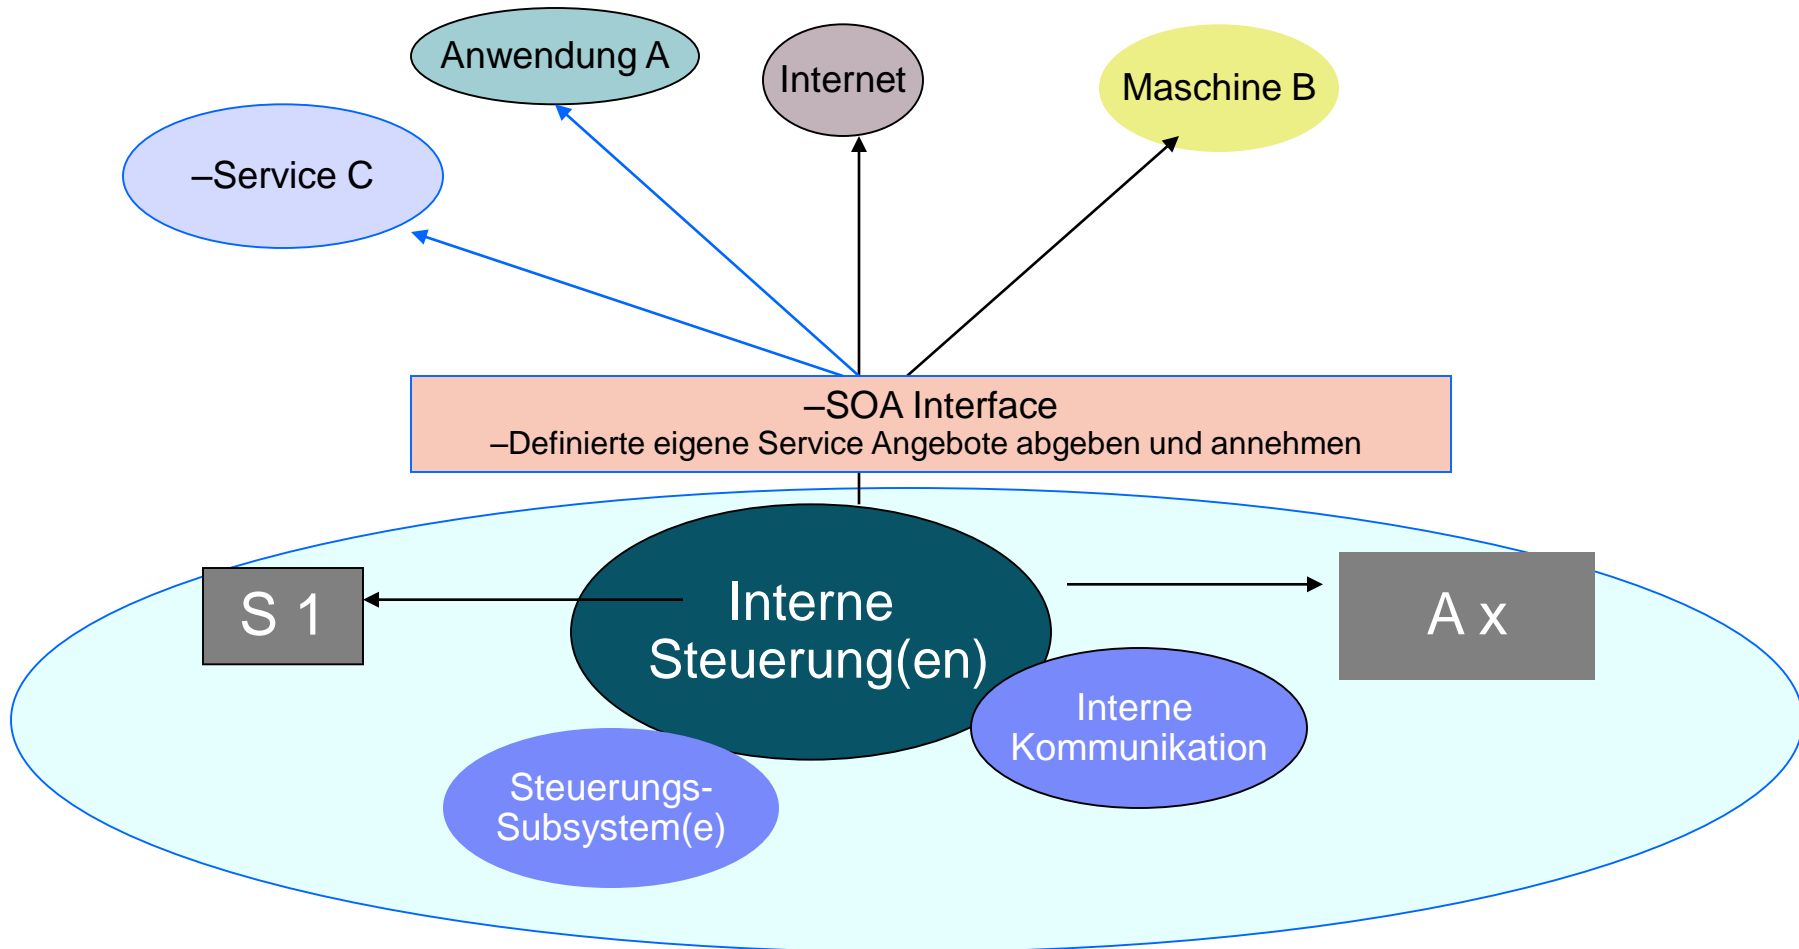 Anwendung A
Internet
Maschine B
–Service C
–SOA Interface
–Definierte eigene Service Angebote abgeben und annehmen
S 1
Interne
Steuerung(en)
A x
Interne
Kommunikation
Steuerungs-
Subsystem(e)